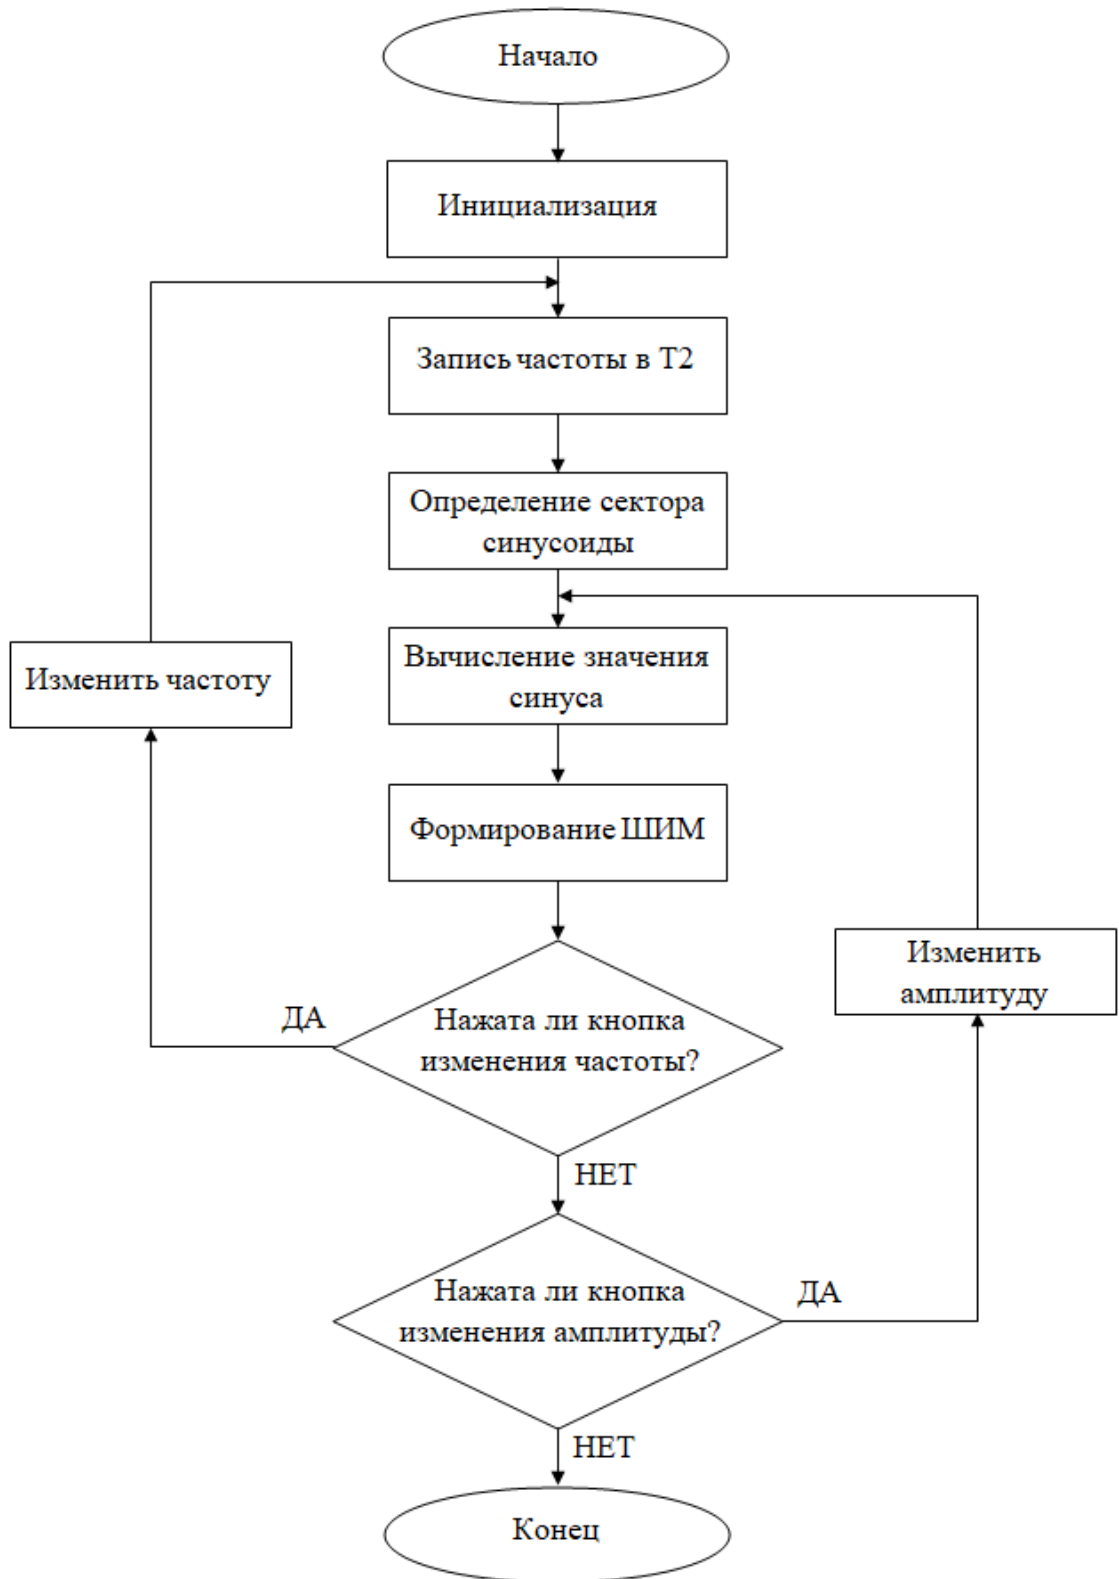 Начало
Инициализация
Запись частоты в Т2
Определение сектора
синусоиды
Вычисление значения
синуса
Изменить частоту
Формирование ШИМ
Изменить
амплитуду
ДА
Нажата ли кнопка
изменения частоты?
НЕТ
Нажата ли кнопка
изменения амплитуды?
ДА
НЕТ
Конец